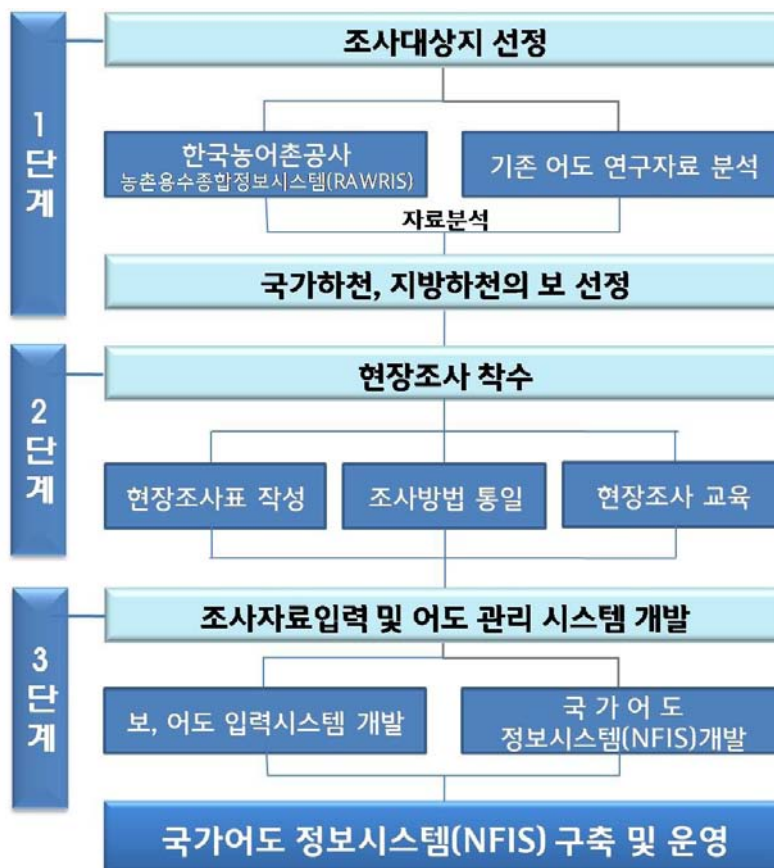 1단계
조사대상지 선정
한국농어촌공사
농촌용수종합정보시스템(RAWRIS)
기존 어도 연구자료 분석
자료분석
국가하천, 지방하천의 보 선정
2단계
현장조사 착수
현장조사표 작성
조사방법 통일
현장조사 교육
3단계
조사자료입력 및 어도 관리 시스템 개발
보, 어도 입력시스템 개발
국 가 어 도
정보시스템(NFIS)개발
국가어도 정보시스템(NFIS) 구축 및 운영